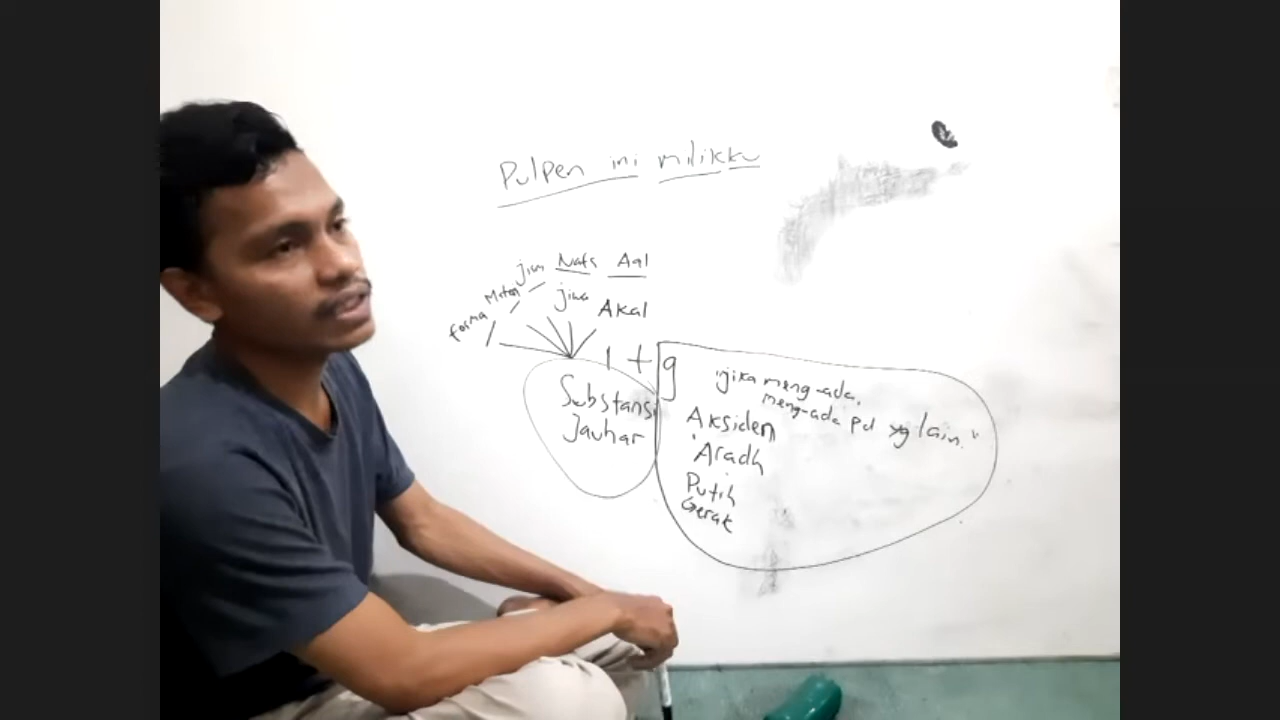 Pulpen ini milikku
jism Nafs Aql
forma Materi jiwa Akal
1 + 9
"jika meng-ada,
meng-ada pd yg lain."
Substansi
Jauhar
Aksiden
'Aradh
Putih
Gerak